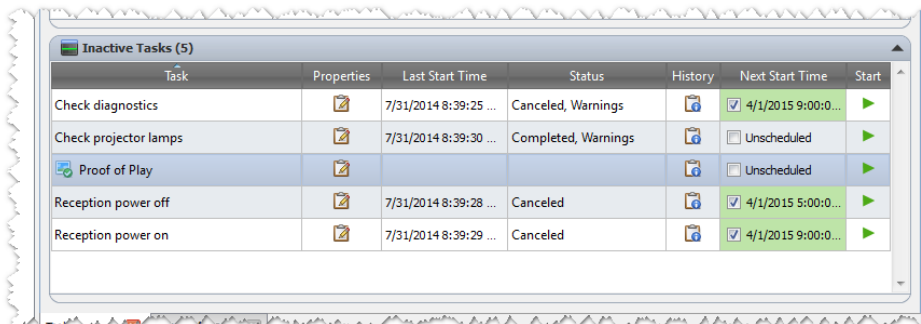 Inactive Tasks (5)
Task Properties Last Start Time Status History Next Start Time Start
Check diagnostics 7/31/2014 8:39:25 ... Canceled, Warnings 4/1/2015 9:00:0...
Check projector lamps 7/31/2014 8:39:30 ... Completed, Warnings Unscheduled
Proof of Play Unscheduled
Reception power off 7/31/2014 8:39:28 ... Canceled 4/1/2015 5:00:0...
Reception power on 7/31/2014 8:39:29 ... Canceled 4/1/2015 9:00:0...